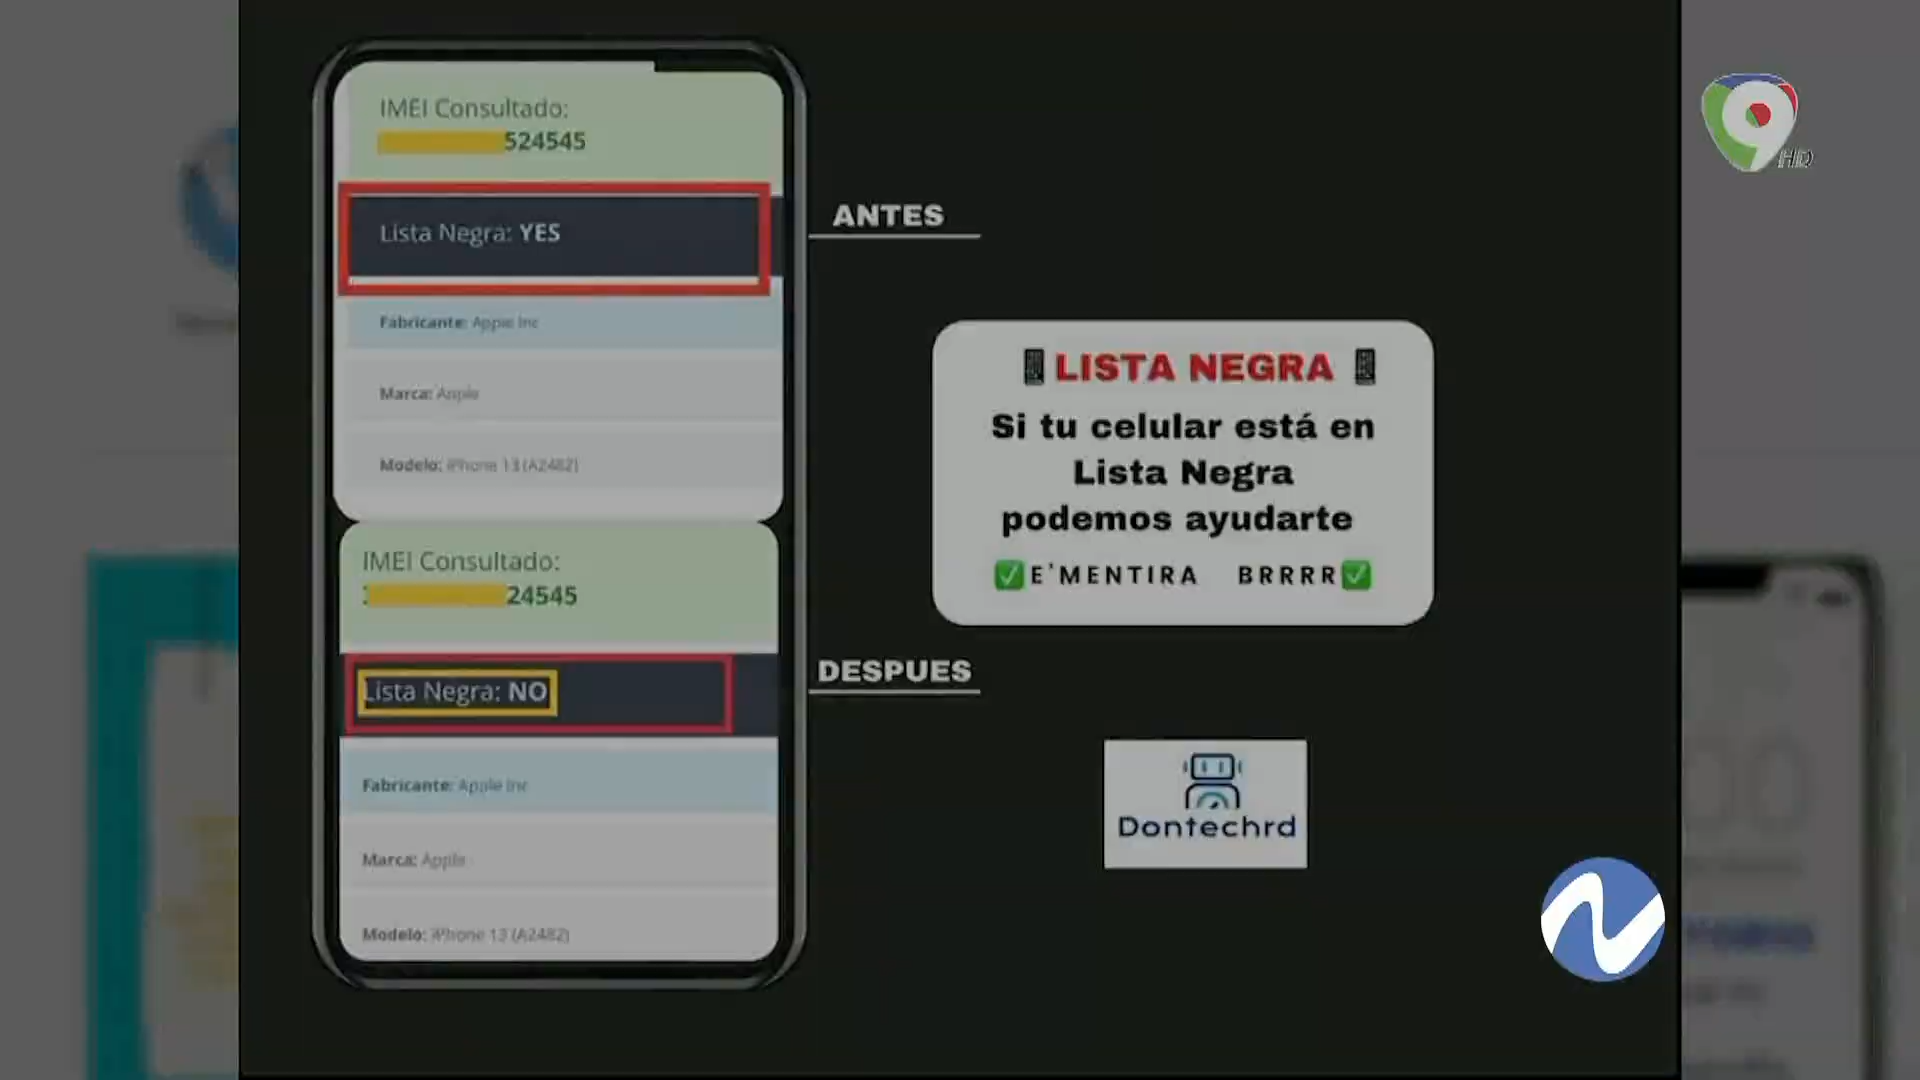 IMEI Consultado:
524545
Lista Negra: YES
Fabricante: Apple Inc
Marca: Apple
Modelo: iPhone 13 (A2482)
ANTES
LISTA NEGRA
Si tu celular está en
Lista Negra
podemos ayudarte
✅E'MENTIRA BRRRR✅
IMEI Consultado:
24545
Lista Negra: NO
Fabricante: Apple Inc
Marca: Apple
Modelo: iPhone 13 (A2482)
DESPUES
Dontechrd
9
HD
N